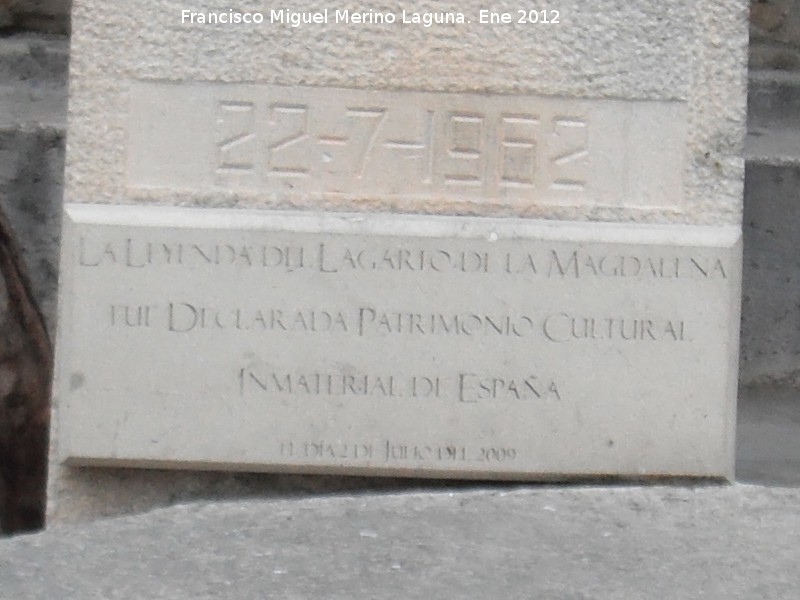 Francisco Miguel Merino Laguna. Ene 2012
22-7-1962
La Leyenda del Lagarto de la Magdalena
fue Declarada Patrimonio Cultural
Inmaterial de España
el día 2 de Julio del 2009